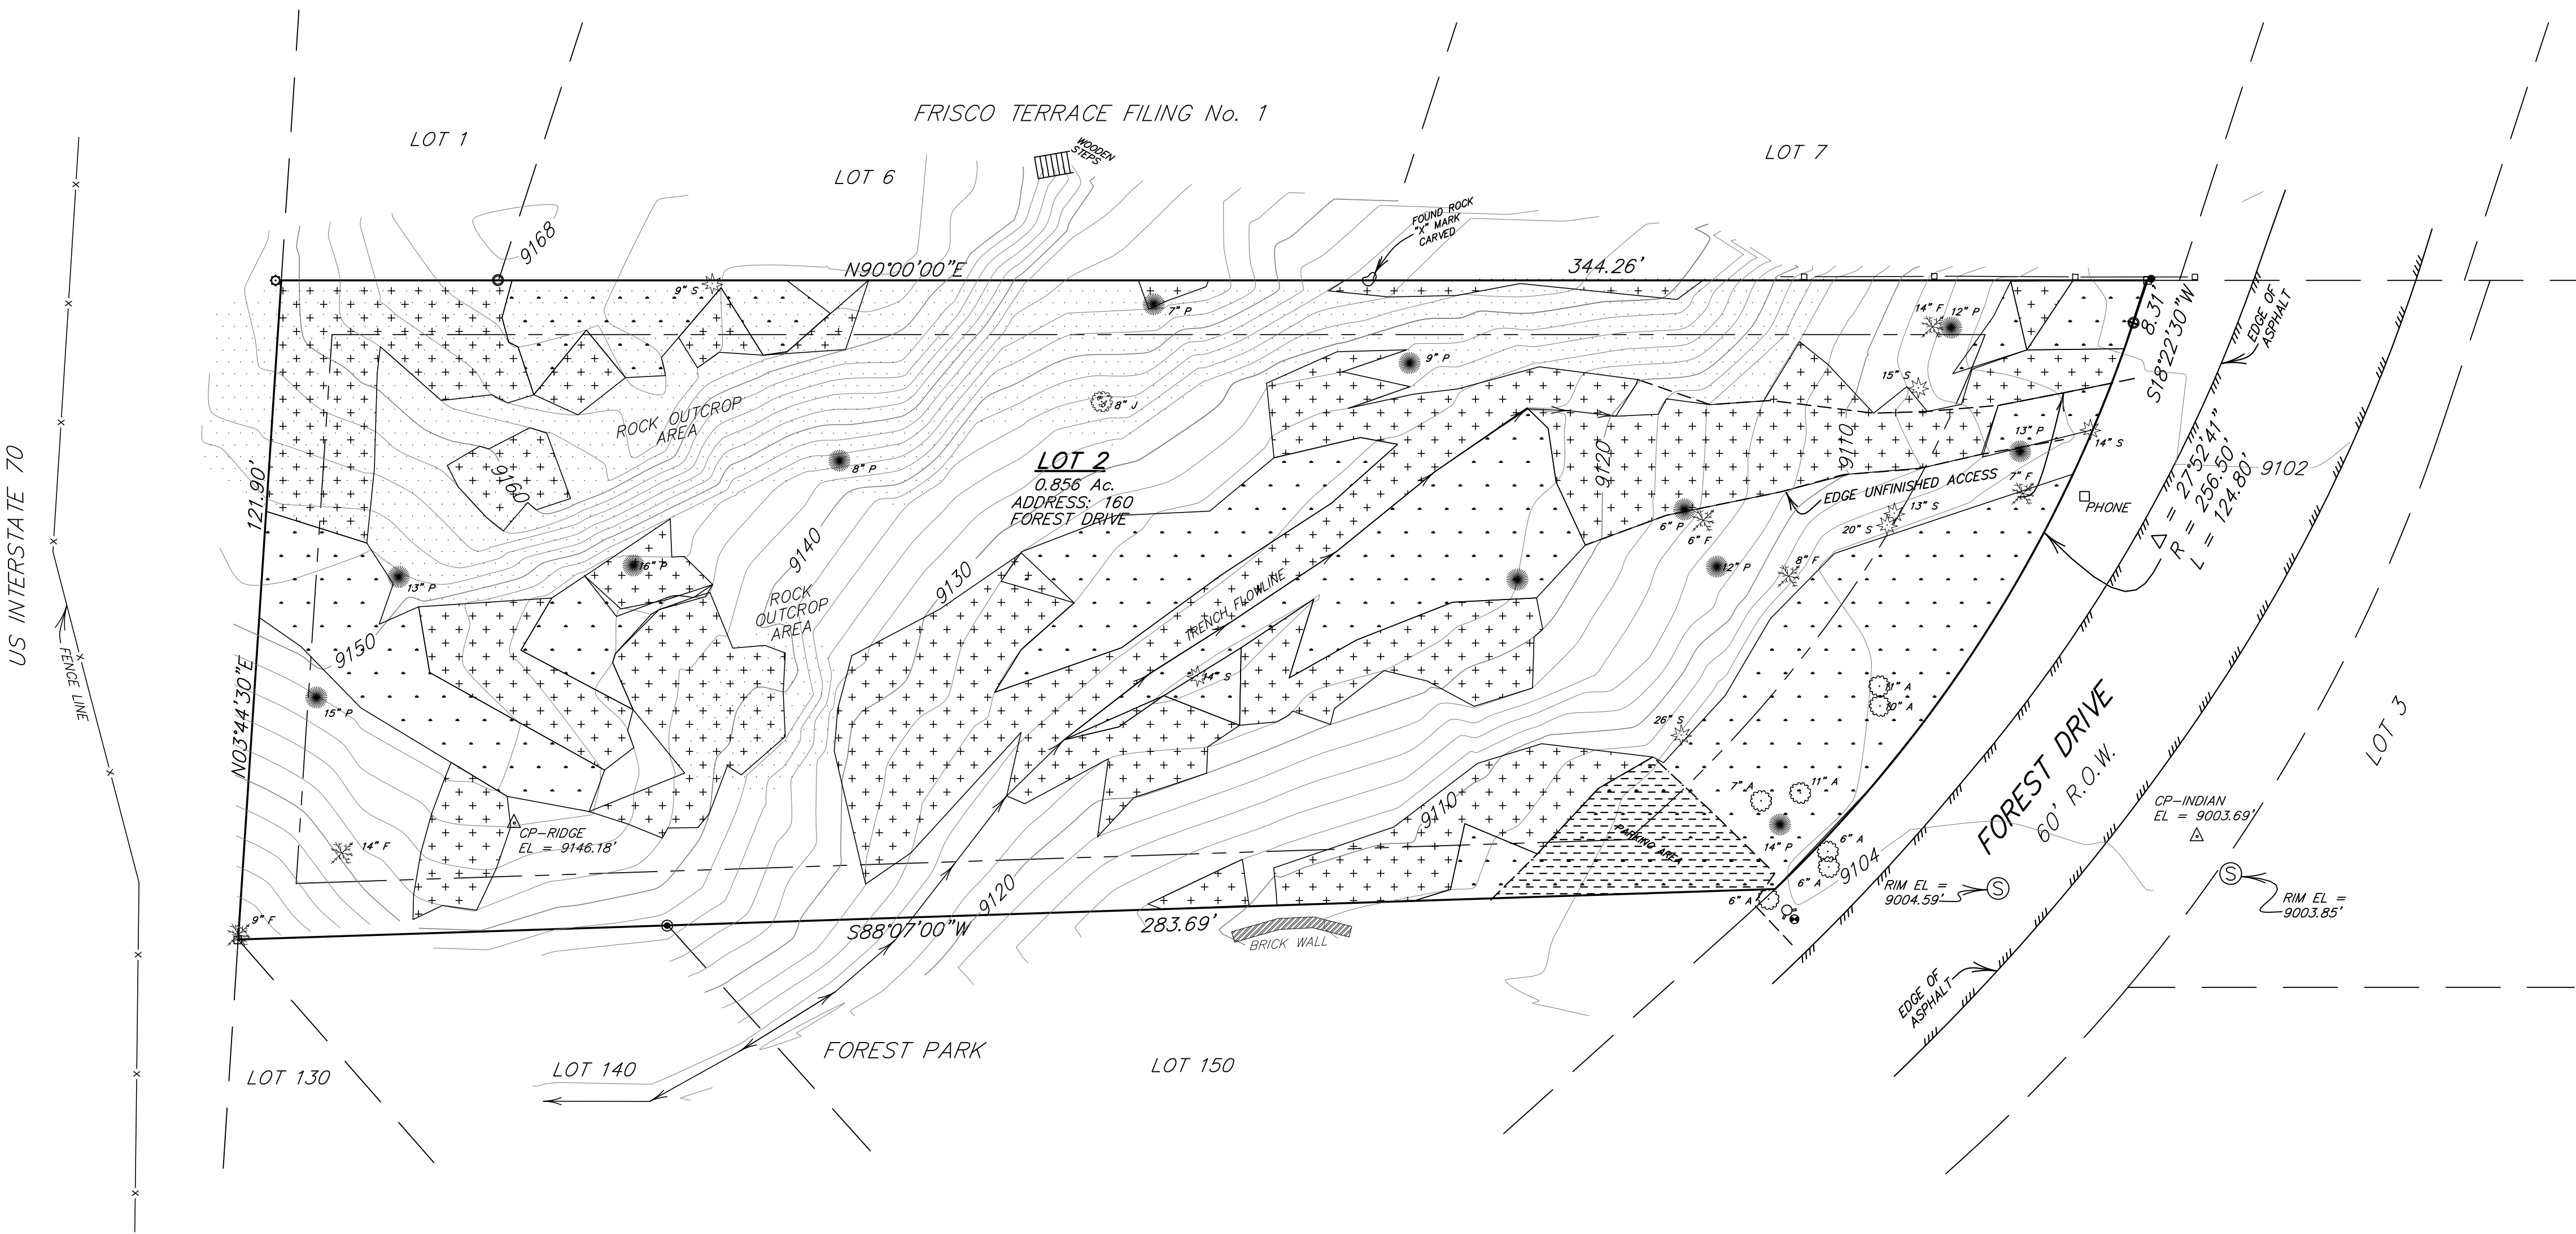 FRISCO TERRACE FILING No. 1
LOT 1
LOT 6
LOT 7
WOODEN
STEPS
FOUND ROCK
"X" MARK
CARVED
9168
N90°00'00"E
344.26'
9" S
7" P
14" F
12" P
8.31'
S18°22'30"W
EDGE OF
ASPHALT
9" P
15" S
8" J
ROCK OUTCROP
AREA
13" P
14" S
US INTERSTATE 70
121.90'
9160
8" P
LOT 2
0.856 Ac.
ADDRESS: 160
FOREST DRIVE
9120
9110
EDGE UNFINISHED ACCESS
7" F
9102
Δ = 27°52'41"
R = 256.50'
L = 124.80'
PHONE
13" S
20" S
6" P
6" F
9140
16" P
13" P
9130
12" P
8" F
ROCK
OUTCROP
AREA
TRENCH FLOWLINE
FENCE LINE
9150
N03°44'30"E
15" P
14" S
11" A
10" A
26" S
FOREST DRIVE
60' R.O.W.
LOT 3
7" A
11" A
CP-INDIAN
EL = 9003.69'
CP-RIDGE
EL = 9146.18'
14" F
9110
PARKING AREA
14" P
6" A
6" A
9104
RIM EL =
9004.59'
S
S
RIM EL =
9003.85'
9120
6" A
9" F
S88°07'00"W
283.69'
BRICK WALL
EDGE OF
ASPHALT
FOREST PARK
LOT 130
LOT 140
LOT 150